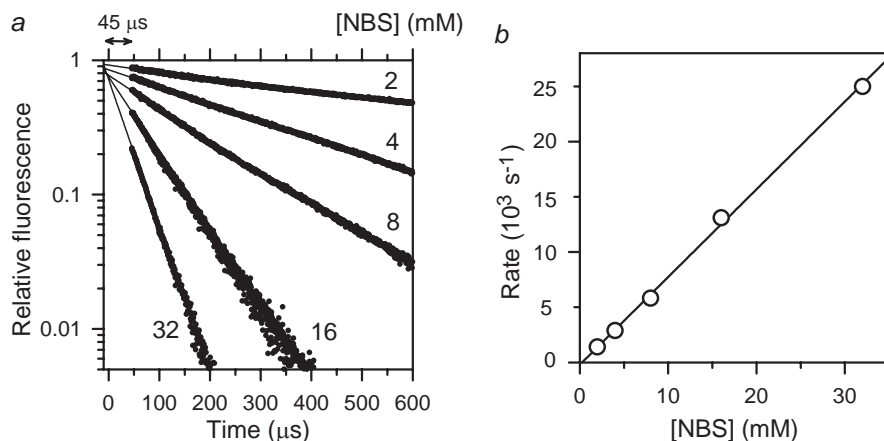 a
45 µs
[NBS] (mM)
1
0.1
0.01
Relative fluorescence
2
4
8
16
32
0 100 200 300 400 500 600
Time (µs)
b
25
20
15
10
5
0
Rate (10³ s⁻¹)
0 10 20 30
[NBS] (mM)